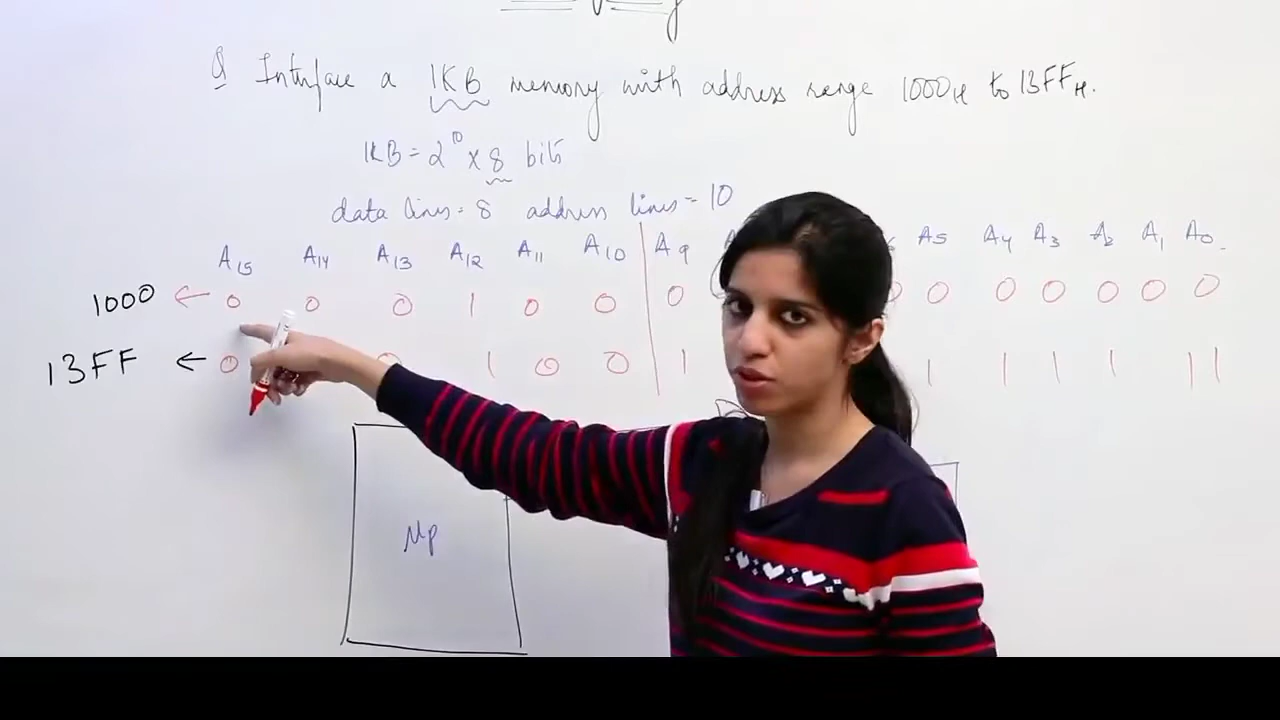 Q Interface a 1KB memory with address range 1000H to 13FFH.
1KB = 2^10 x 8 bits
data lines = 8 address lines = 10
A15 A14 A13 A12 A11 A10 A9 A5 A4 A3 A2 A1 A0
1000 ← 0 0 0 1 0 0 0 0 0 0 0 0 0
13FF ← 0 0 1 0 0 1 1 1 1 1 1 1
μp